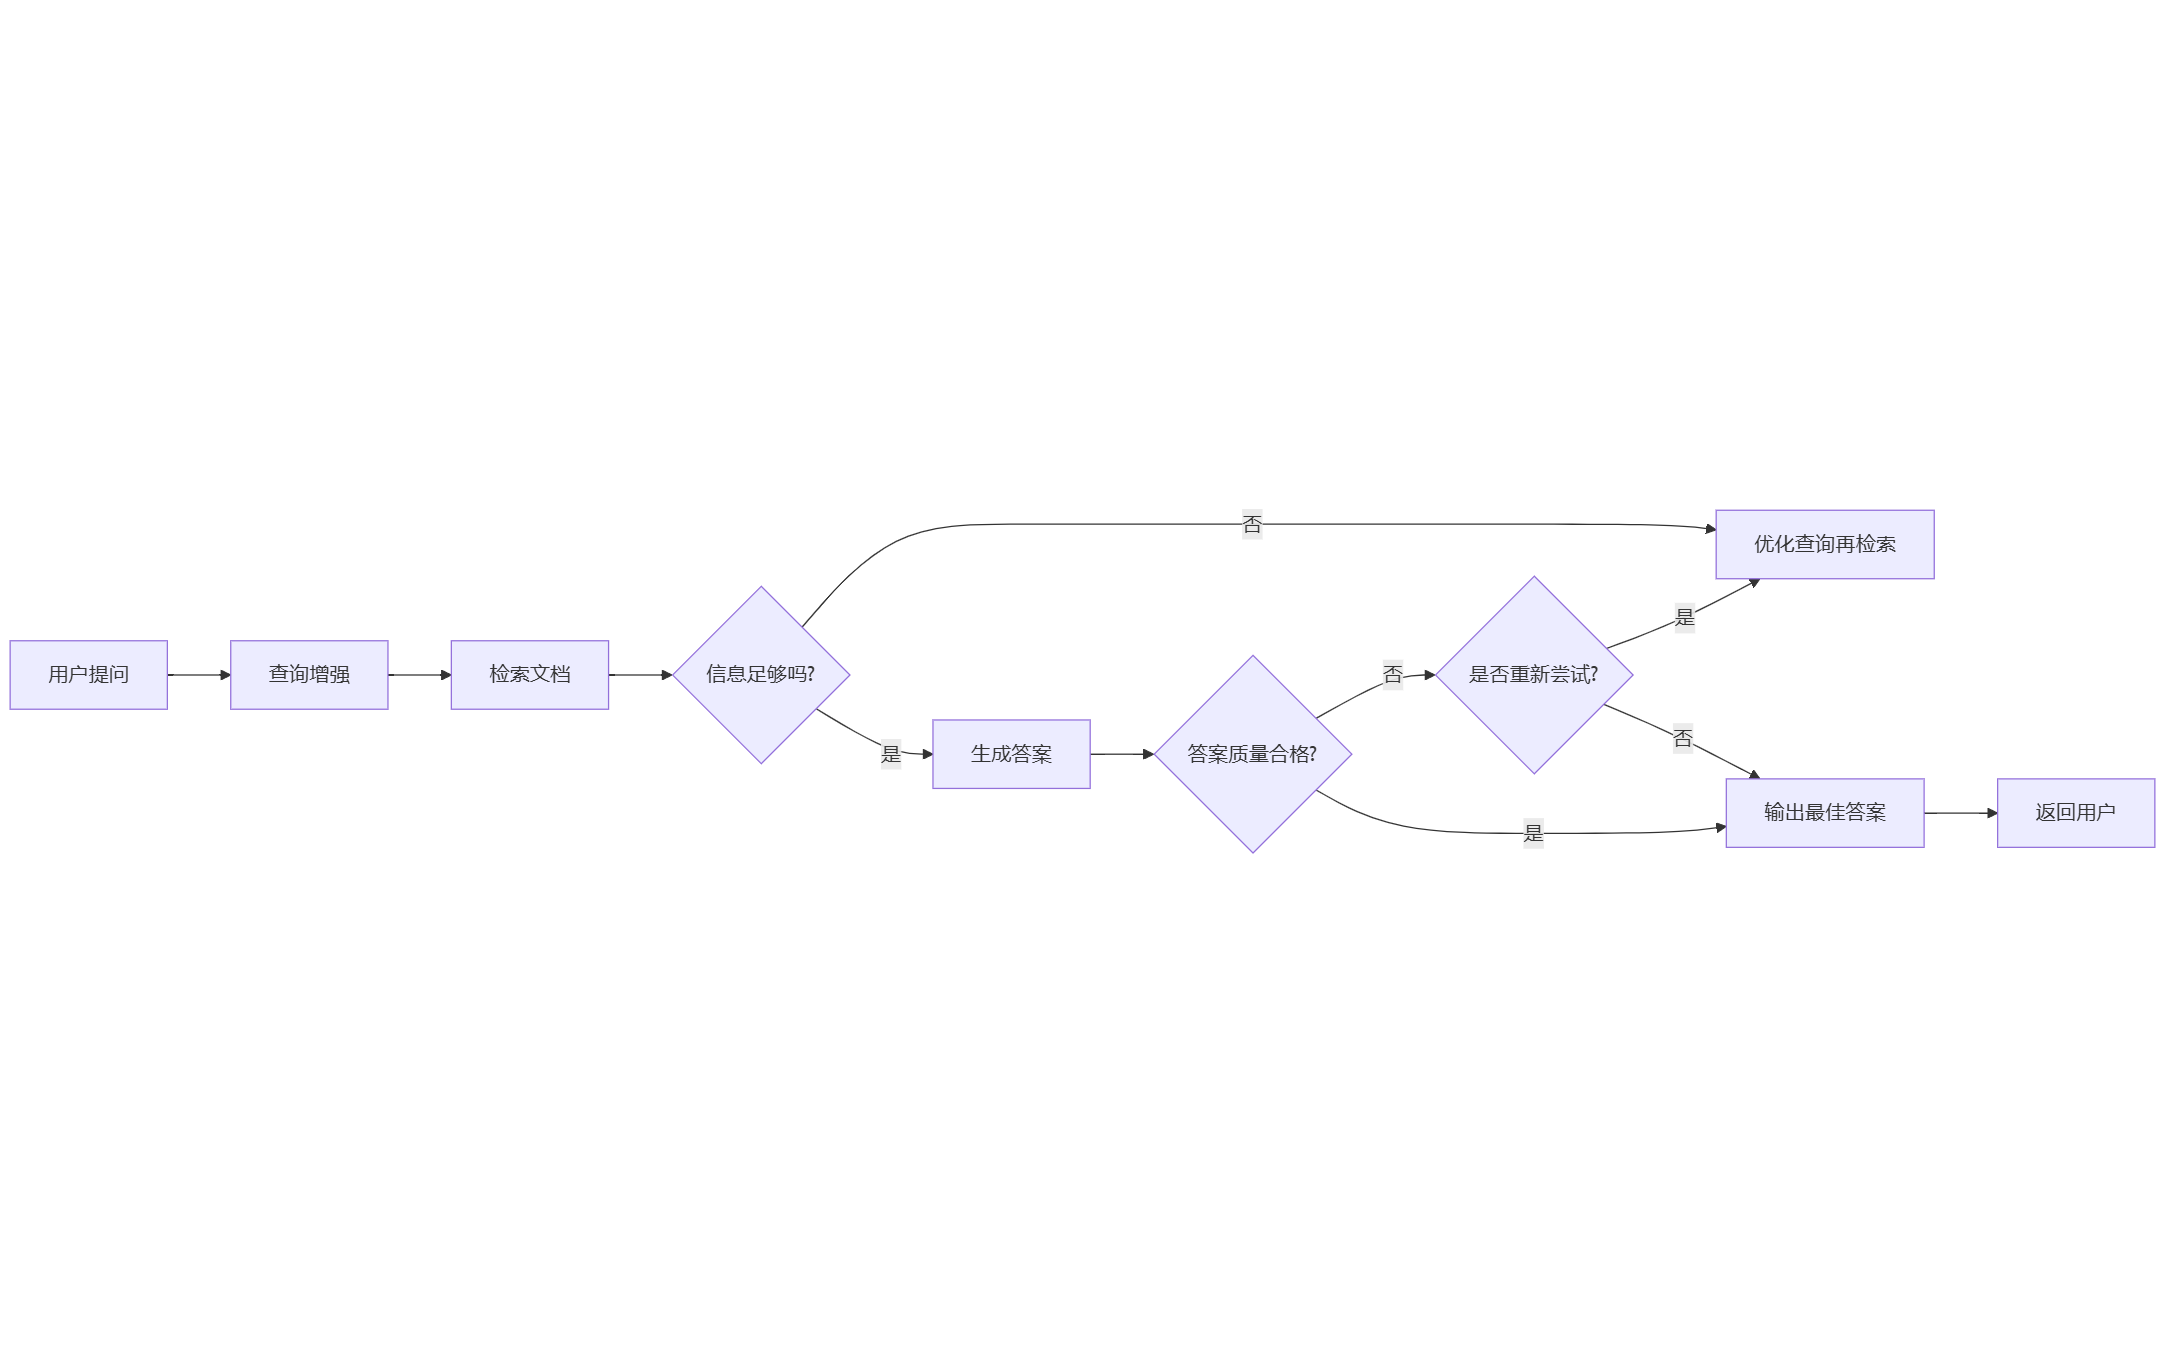 用户提问
查询增强
检索文档
信息足够吗?
否
是
生成答案
答案质量合格?
否
是
是否重新尝试?
是
否
优化查询再检索
输出最佳答案
返回用户